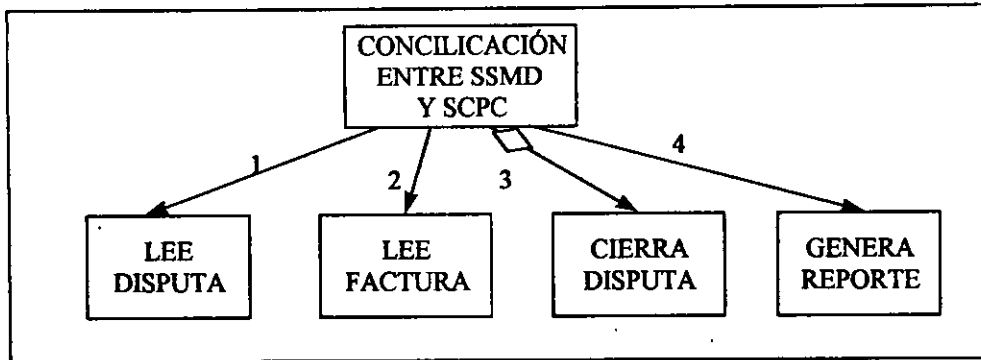 CONCILICACIÓN
ENTRE SSMD
Y SCPC
1
2
3
4
LEE
DISPUTA
LEE
FACTURA
CIERRA
DISPUTA
GENERA
REPORTE